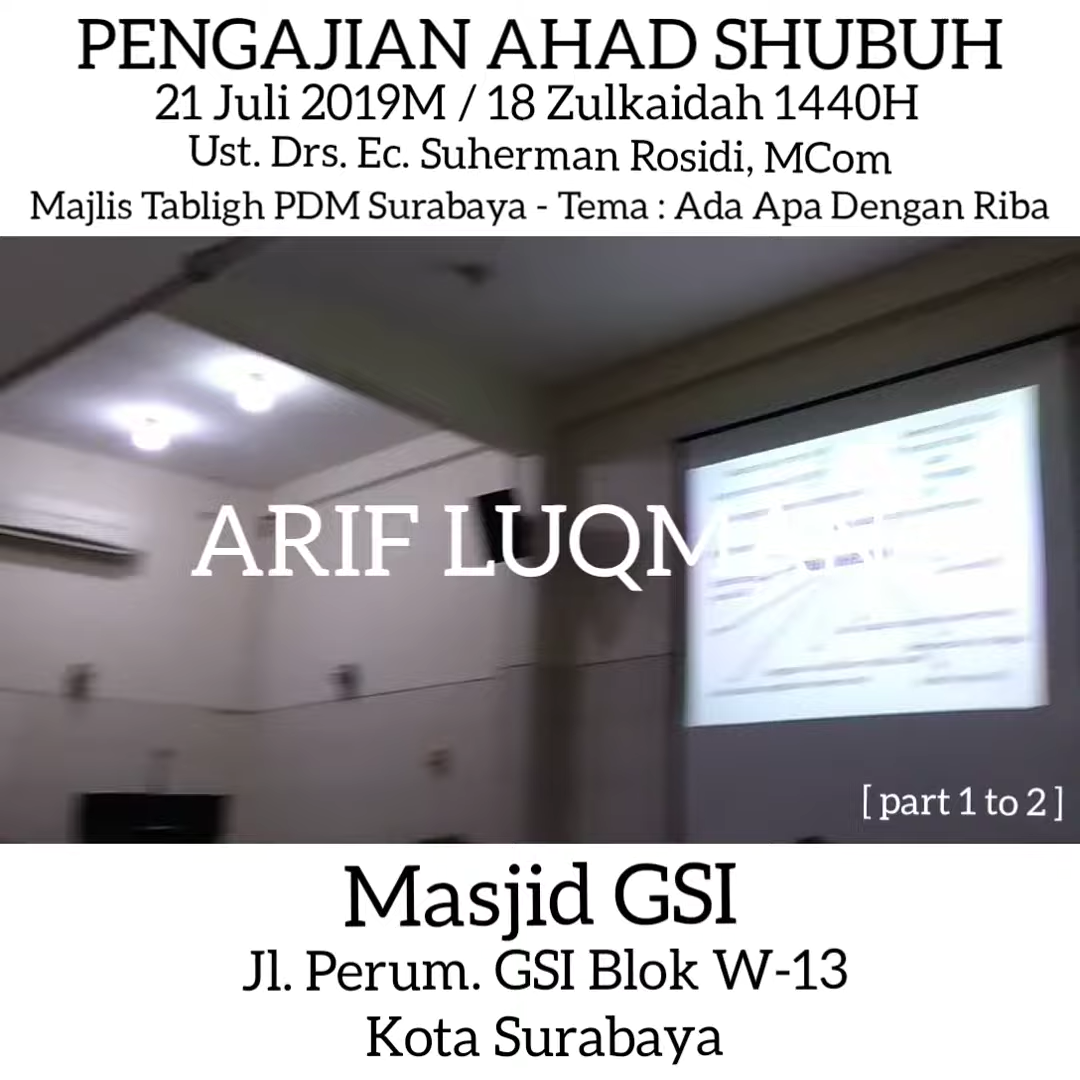 PENGAJIAN AHAD SHUBUH
21 Juli 2019M / 18 Zulkaidah 1440H
Ust. Drs. Ec. Suherman Rosidi, MCom
Majlis Tabligh PDM Surabaya - Tema : Ada Apa Dengan Riba
ARIF LUQMAN
[ part 1 to 2 ]
Masjid GSI
Jl. Perum. GSI Blok W-13
Kota Surabaya